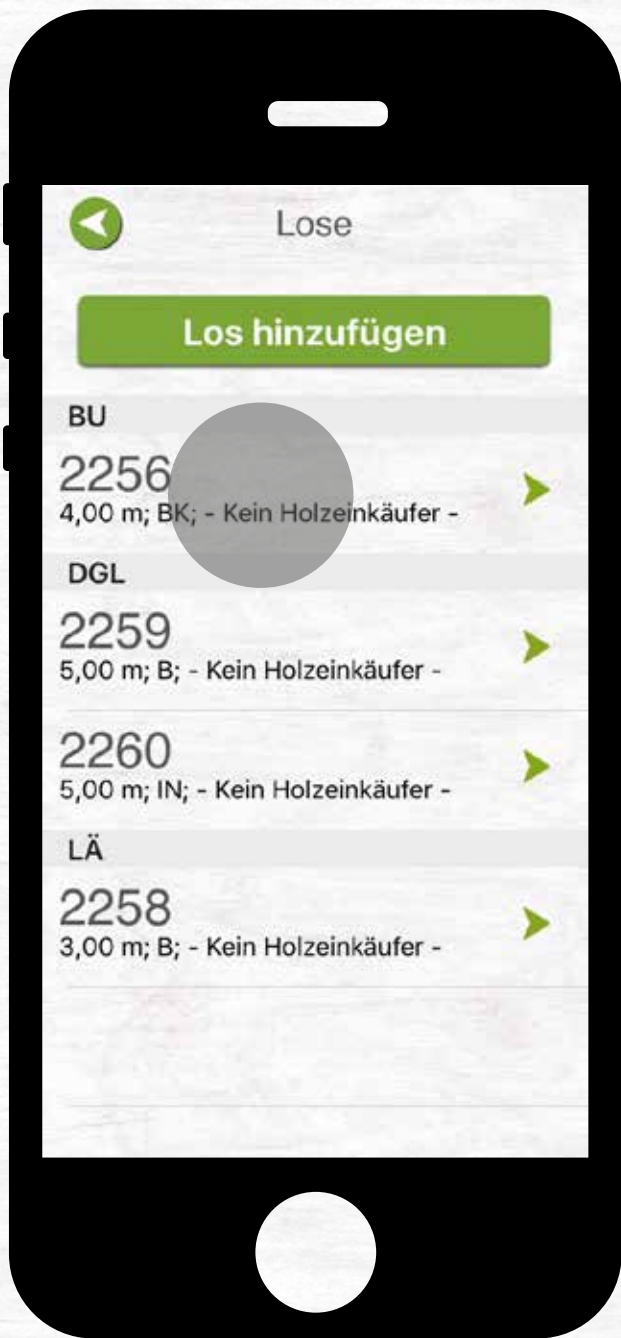 Lose
Los hinzufügen
BU
2256
4,00 m; BK; - Kein Holzeinkäufer -
DGL
2259
5,00 m; B; - Kein Holzeinkäufer -
2260
5,00 m; IN; - Kein Holzeinkäufer -
LÄ
2258
3,00 m; B; - Kein Holzeinkäufer -